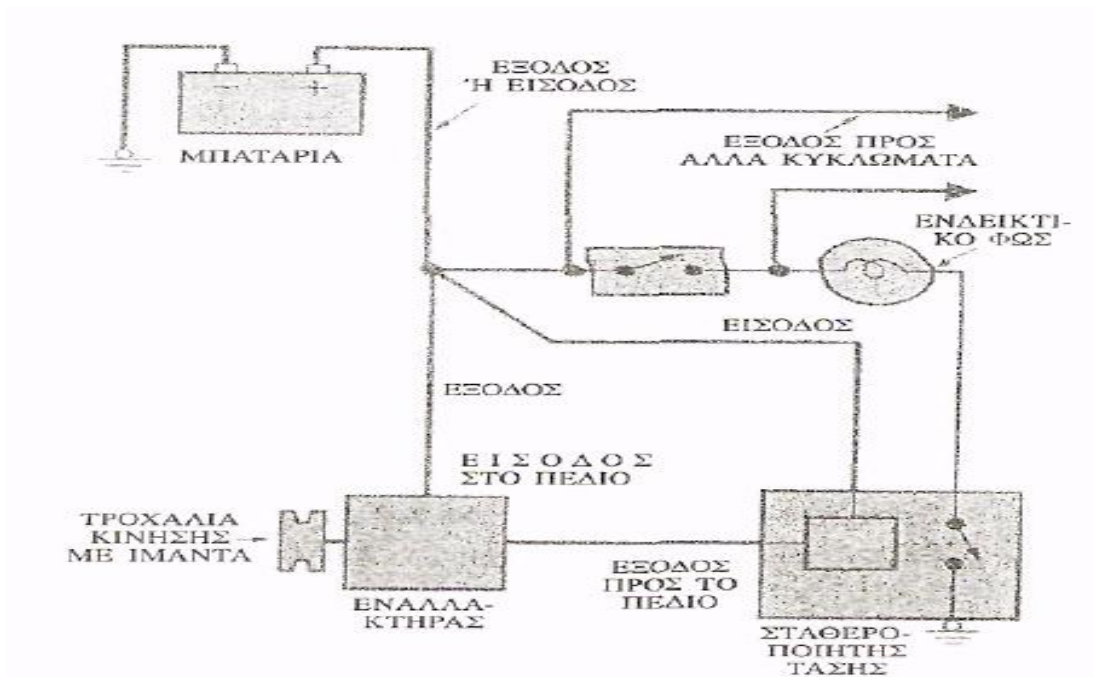 ΕΞΟΔΟΣ
Ή ΕΙΣΟΔΟΣ
− +
ΜΠΑΤΑΡΙΑ
ΕΞΟΔΟΣ ΠΡΟΣ
ΑΛΛΑ ΚΥΚΛΩΜΑΤΑ
ΕΝΔΕΙΚΤΙ-
ΚΟ ΦΩΣ
ΕΙΣΟΔΟΣ
ΕΞΟΔΟΣ
ΕΙΣΟΔΟΣ
ΣΤΟ ΠΕΔΙΟ
ΤΡΟΧΑΛΙΑ
ΚΙΝΗΣΗΣ
ΜΕ ΙΜΑΝΤΑ
ΕΞΟΔΟΣ
ΠΡΟΣ ΤΟ
ΠΕΔΙΟ
ΕΝΑΛΛΑ-
ΚΤΗΡΑΣ
ΣΤΑΘΕΡΟ-
ΠΟΙΗΤΗΣ
ΤΑΣΗΣ